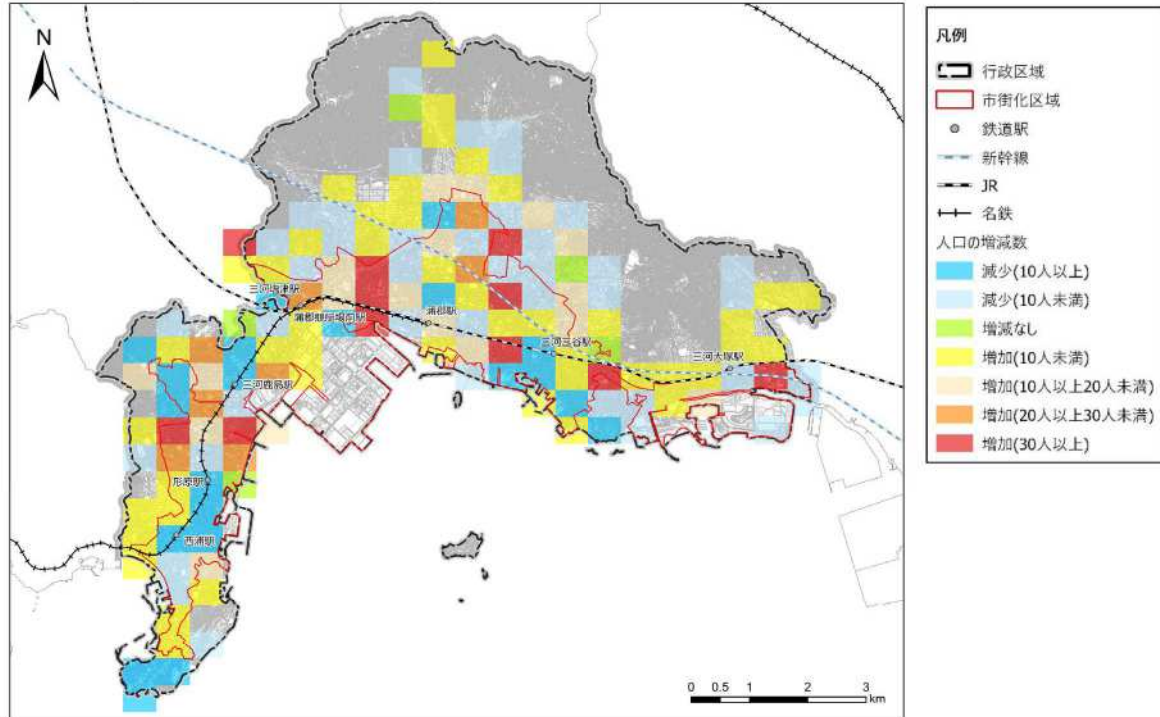 N
三河塩津駅
蒲郡競艇場前駅
蒲郡駅
三河三谷駅
三河大塚駅
三河鹿島駅
形原駅
西浦駅
0 0.5 1 2 3
km
凡例
行政区域
市街化区域
鉄道駅
新幹線
JR
名鉄
人口の増減数
減少(10人以上)
減少(10人未満)
増減なし
増加(10人未満)
増加(10人以上20人未満)
増加(20人以上30人未満)
増加(30人以上)